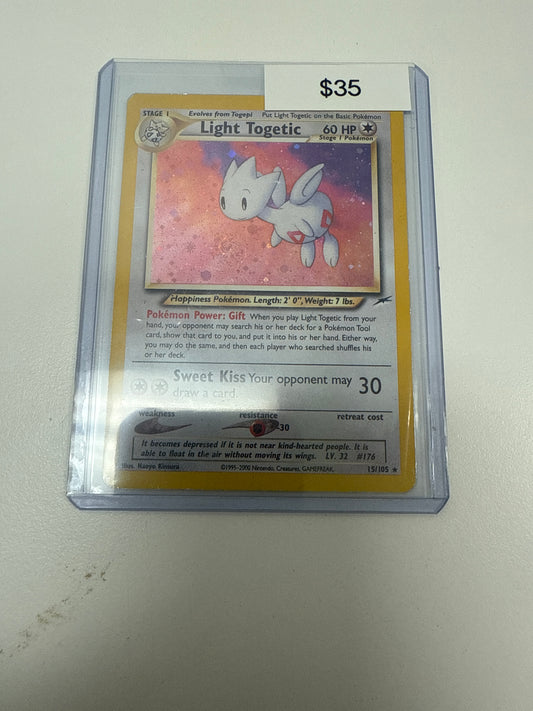 $35
STAGE 1 Evolves from Togepi Put Light Togetic on the Basic Pokémon
Light Togetic 60 HP
Stage 1 Pokémon
Happiness Pokémon. Length: 2' 0", Weight: 7 lbs.
Pokémon Power: Gift When you play Light Togetic from your
hand, your opponent may search his or her deck for a Pokémon Tool
card, show that card to you, and put it into his or her hand. Either way,
you may do the same, and then each player who searched shuffles his
or her deck.
Sweet Kiss Your opponent may 30
draw a card.
weakness resistance retreat cost
-30
It becomes depressed if it is not near kind-hearted people. It is
able to float in the air without moving its wings. LV. 32 #176
Illus. Naoyo Kimura ©1995-2000 Nintendo, Creatures, GAMEFREAK. 15/105 ★